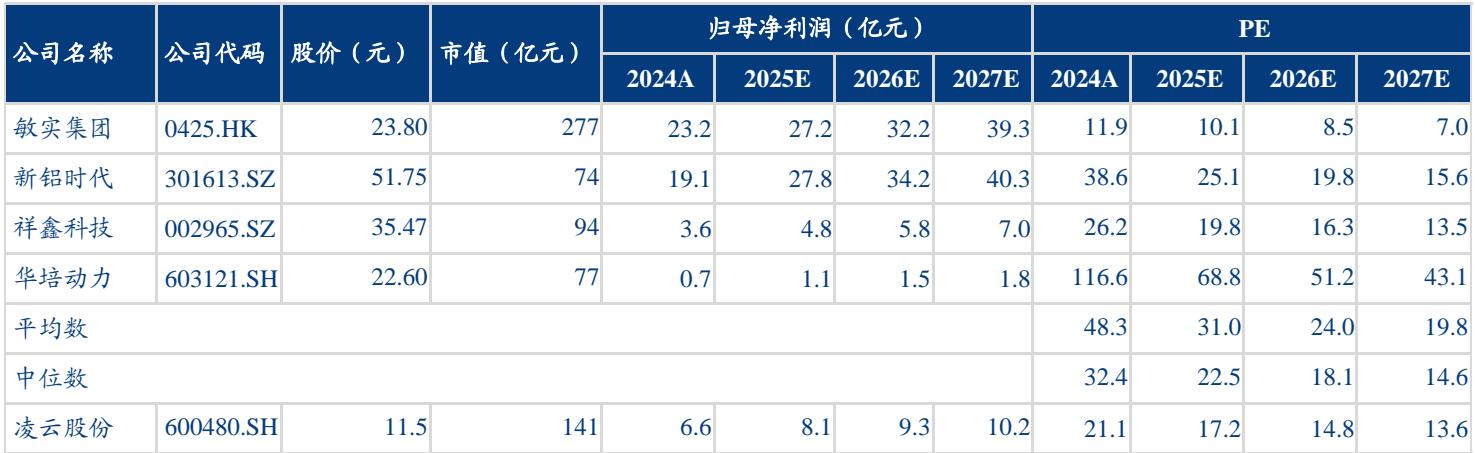 公司名称 公司代码 股价（元） 市值（亿元） 归母净利润（亿元） PE
2024A 2025E 2026E 2027E 2024A 2025E 2026E 2027E
敏实集团 0425.HK 23.80 277 23.2 27.2 32.2 39.3 11.9 10.1 8.5 7.0
新铝时代 301613.SZ 51.75 74 19.1 27.8 34.2 40.3 38.6 25.1 19.8 15.6
祥鑫科技 002965.SZ 35.47 94 3.6 4.8 5.8 7.0 26.2 19.8 16.3 13.5
华培动力 603121.SH 22.60 77 0.7 1.1 1.5 1.8 116.6 68.8 51.2 43.1
平均数 48.3 31.0 24.0 19.8
中位数 32.4 22.5 18.1 14.6
凌云股份 600480.SH 11.5 141 6.6 8.1 9.3 10.2 21.1 17.2 14.8 13.6